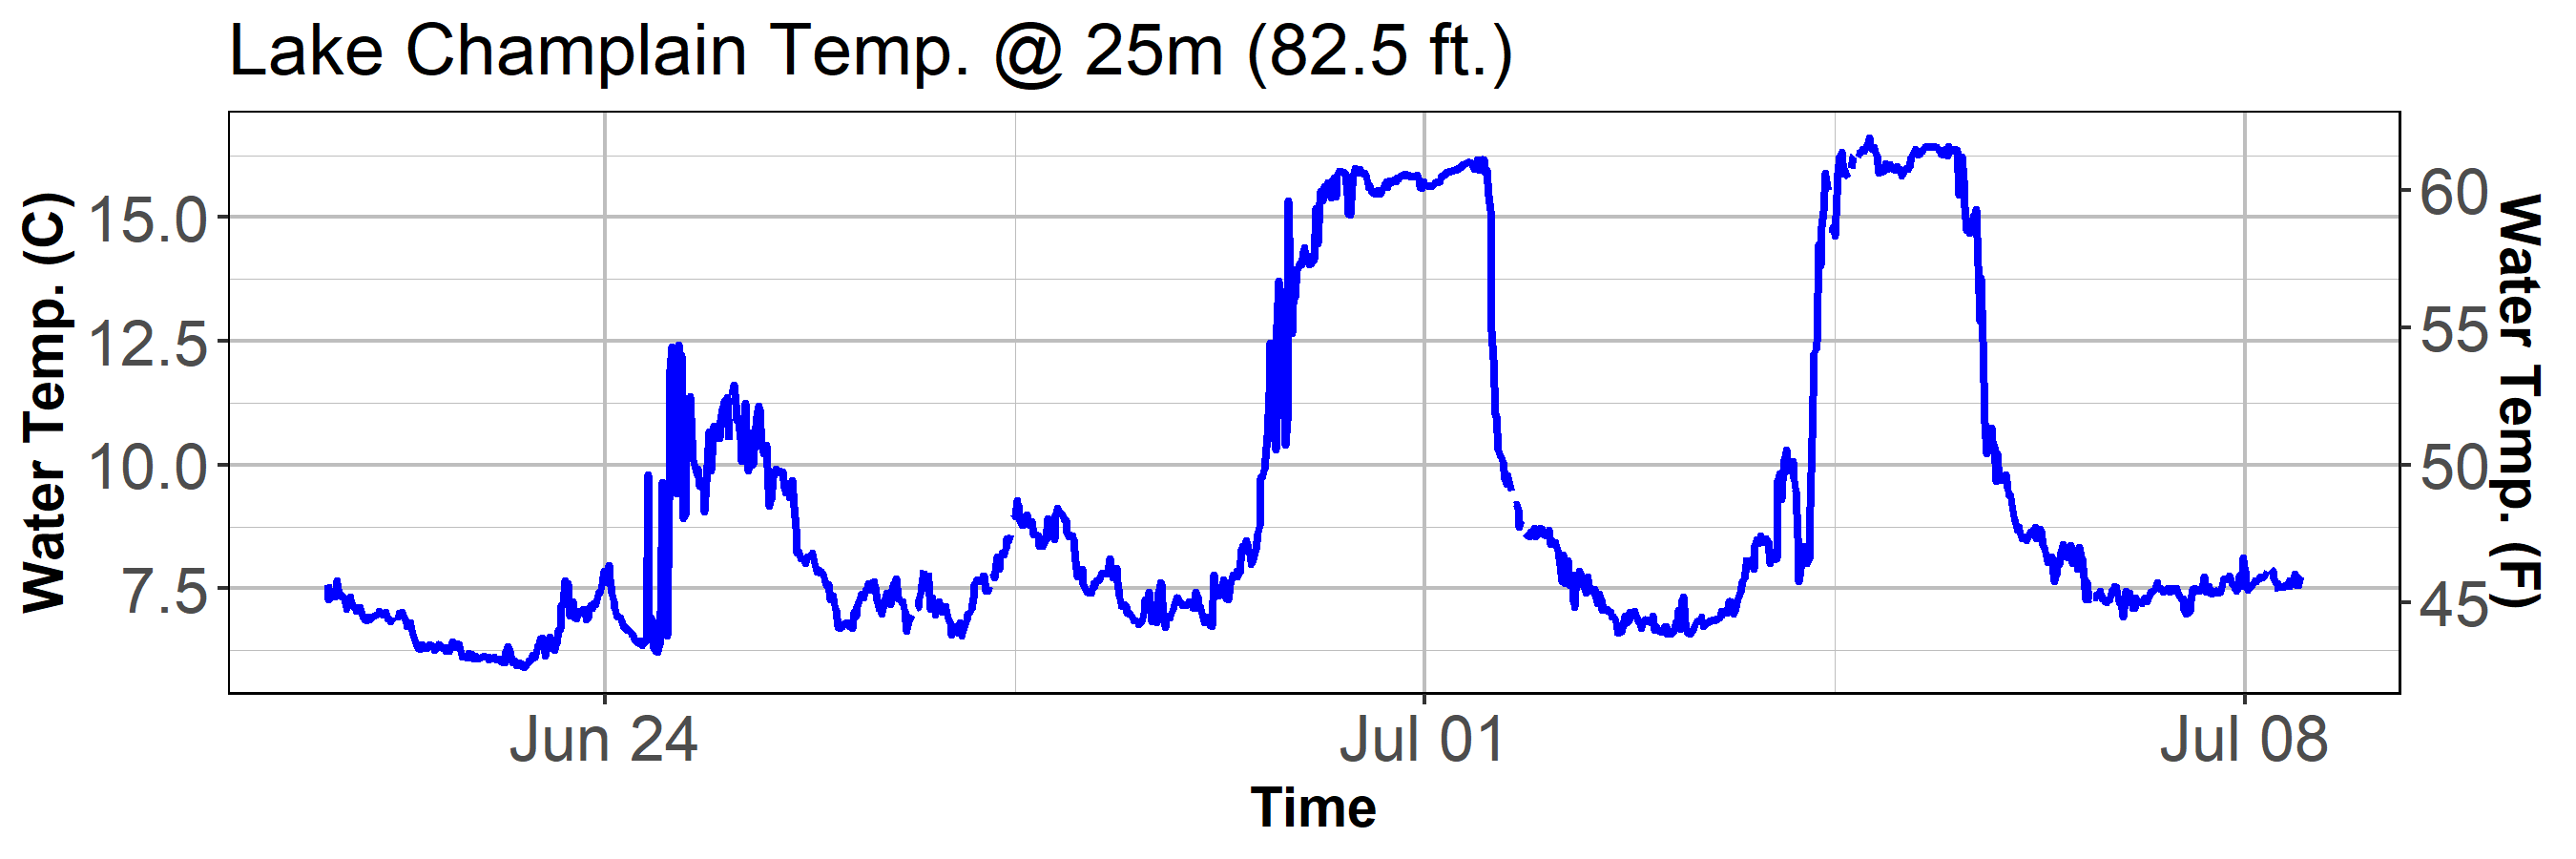 Lake Champlain Temp. @ 25m (82.5 ft.)
Water Temp. (C)
15.0
12.5
10.0
7.5
60
55
50
45
Water Temp. (F)
Jun 24
Jul 01
Jul 08
Time